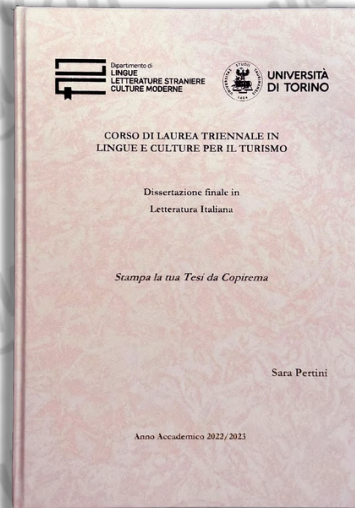 Dipartimento di
LINGUE
LETTERATURE STRANIERE
CULTURE MODERNE
UNIVERSITÀ
DI TORINO
CORSO DI LAUREA TRIENNALE IN
LINGUE E CULTURE PER IL TURISMO
Dissertazione finale in
Letteratura Italiana
Stampa la tua Tesi da Copirema
Sara Pertini
Anno Accademico 2022/2023